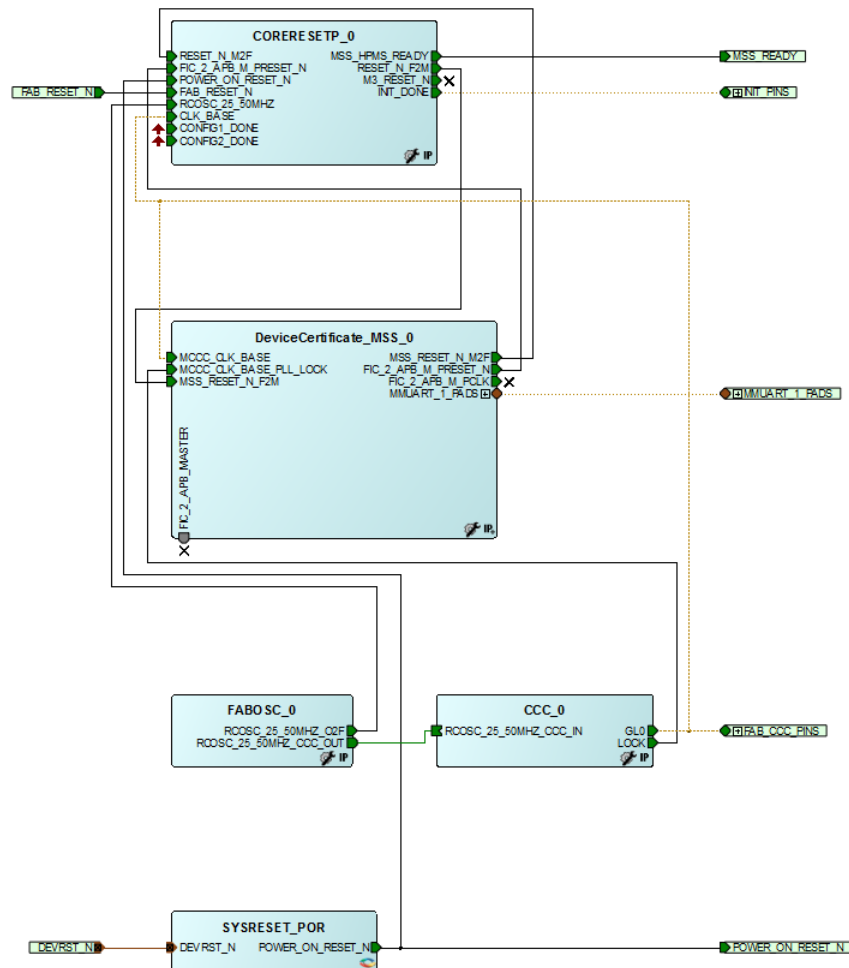 CORERESETP_0
RESET_N_M2F MSS_HPMS_READY MSS_READY
FIC_2_APB_M_PRESET_N RESET_N_F2M
POWER_ON_RESET_N M3_RESET_N
FAB_RESET_N FAB_RESET_N INIT_DONE INIT_PINS
RCOSC_25_50MHZ
CLK_BASE
CONFIG1_DONE
CONFIG2_DONE
IP
DeviceCertificate_MSS_0
MCCC_CLK_BASE MSS_RESET_N_M2F
MCCC_CLK_BASE_PLL_LOCK FIC_2_APB_M_PRESET_N
MSS_RESET_N_F2M FIC_2_APB_M_PCLK
MMUART_1_PADS MMUART_1_PADS
FIC_2_APB_MASTER
IP
FABOSC_0
RCOSC_25_50MHZ_O2F
RCOSC_25_50MHZ_CCC_OUT
IP
CCC_0
RCOSC_25_50MHZ_CCC_IN GL0 FAB_CCC_PINS
LOCK
IP
SYSRESET_POR
DEVRST_N DEVRST_N POWER_ON_RESET_N POWER_ON_RESET_N